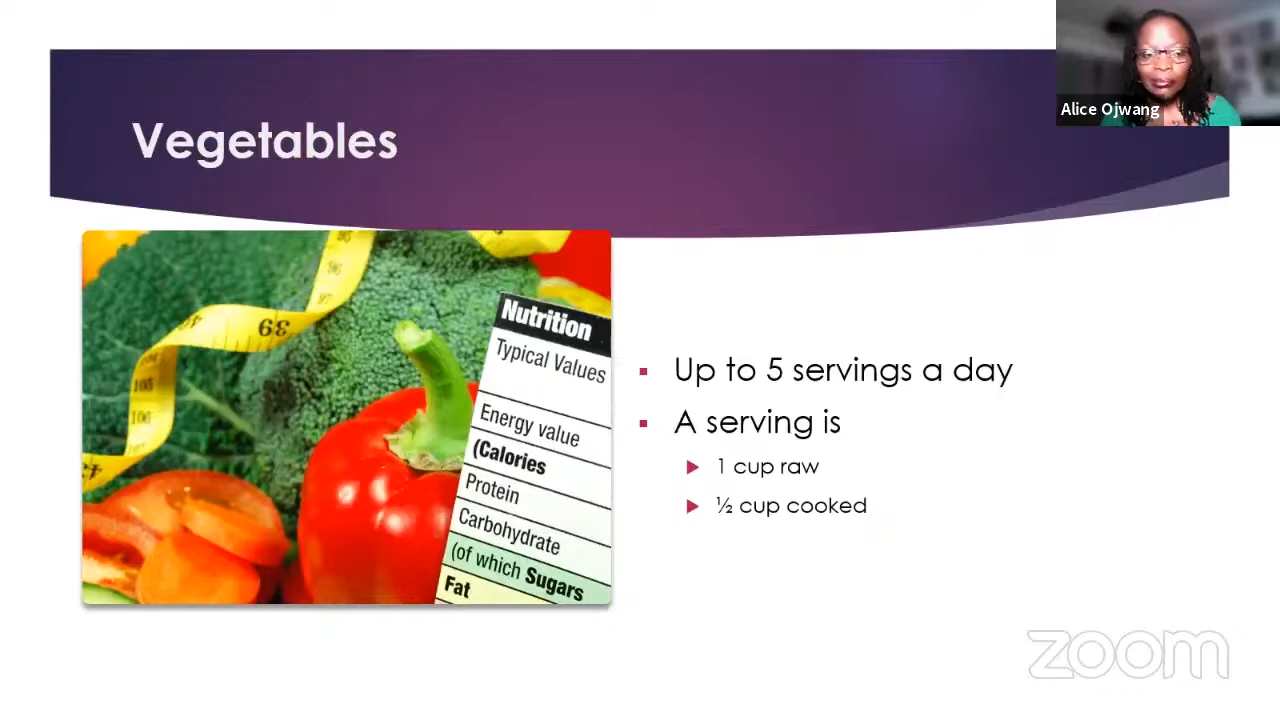 Alice Ojwang
Vegetables
Nutrition
Typical Values
Energy value
(Calories
Protein
Carbohydrate
(of which Sugars
Fat
39
Up to 5 servings a day
A serving is
1 cup raw
½ cup cooked
zoom